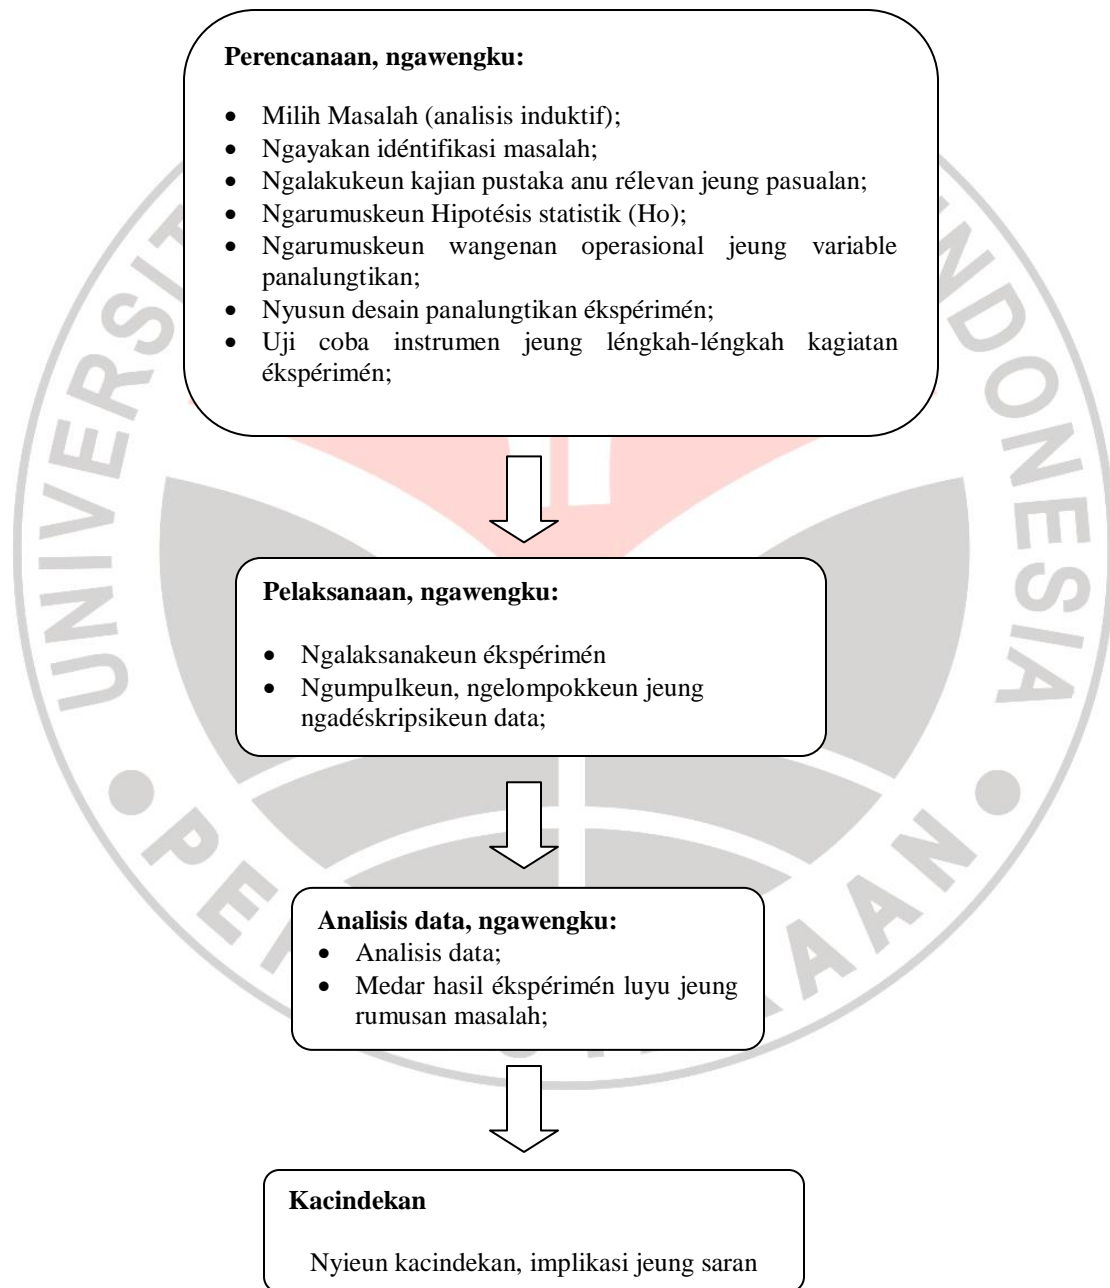 Perencanaan, ngawengku:
• Milih Masalah (analisis induktif);
• Ngayakan idéntifikasi masalah;
• Ngalakukeun kajian pustaka anu rélevan jeung pasualan;
• Ngarumuskeun Hipotésis statistik (Ho);
• Ngarumuskeun wangenan operasional jeung variable
panalungtikan;
• Nyusun desain panalungtikan ékspérimén;
• Uji coba instrumen jeung léngkah-léngkah kagiatan
ékspérimén;
Pelaksanaan, ngawengku:
• Ngalaksanakeun ékspérimén
• Ngumpulkeun, ngelompokkeun jeung
ngadéskripsikeun data;
Analisis data, ngawengku:
• Analisis data;
• Medar hasil ékspérimén luyu jeung
rumusan masalah;
Kacindekan
Nyieun kacindekan, implikasi jeung saran